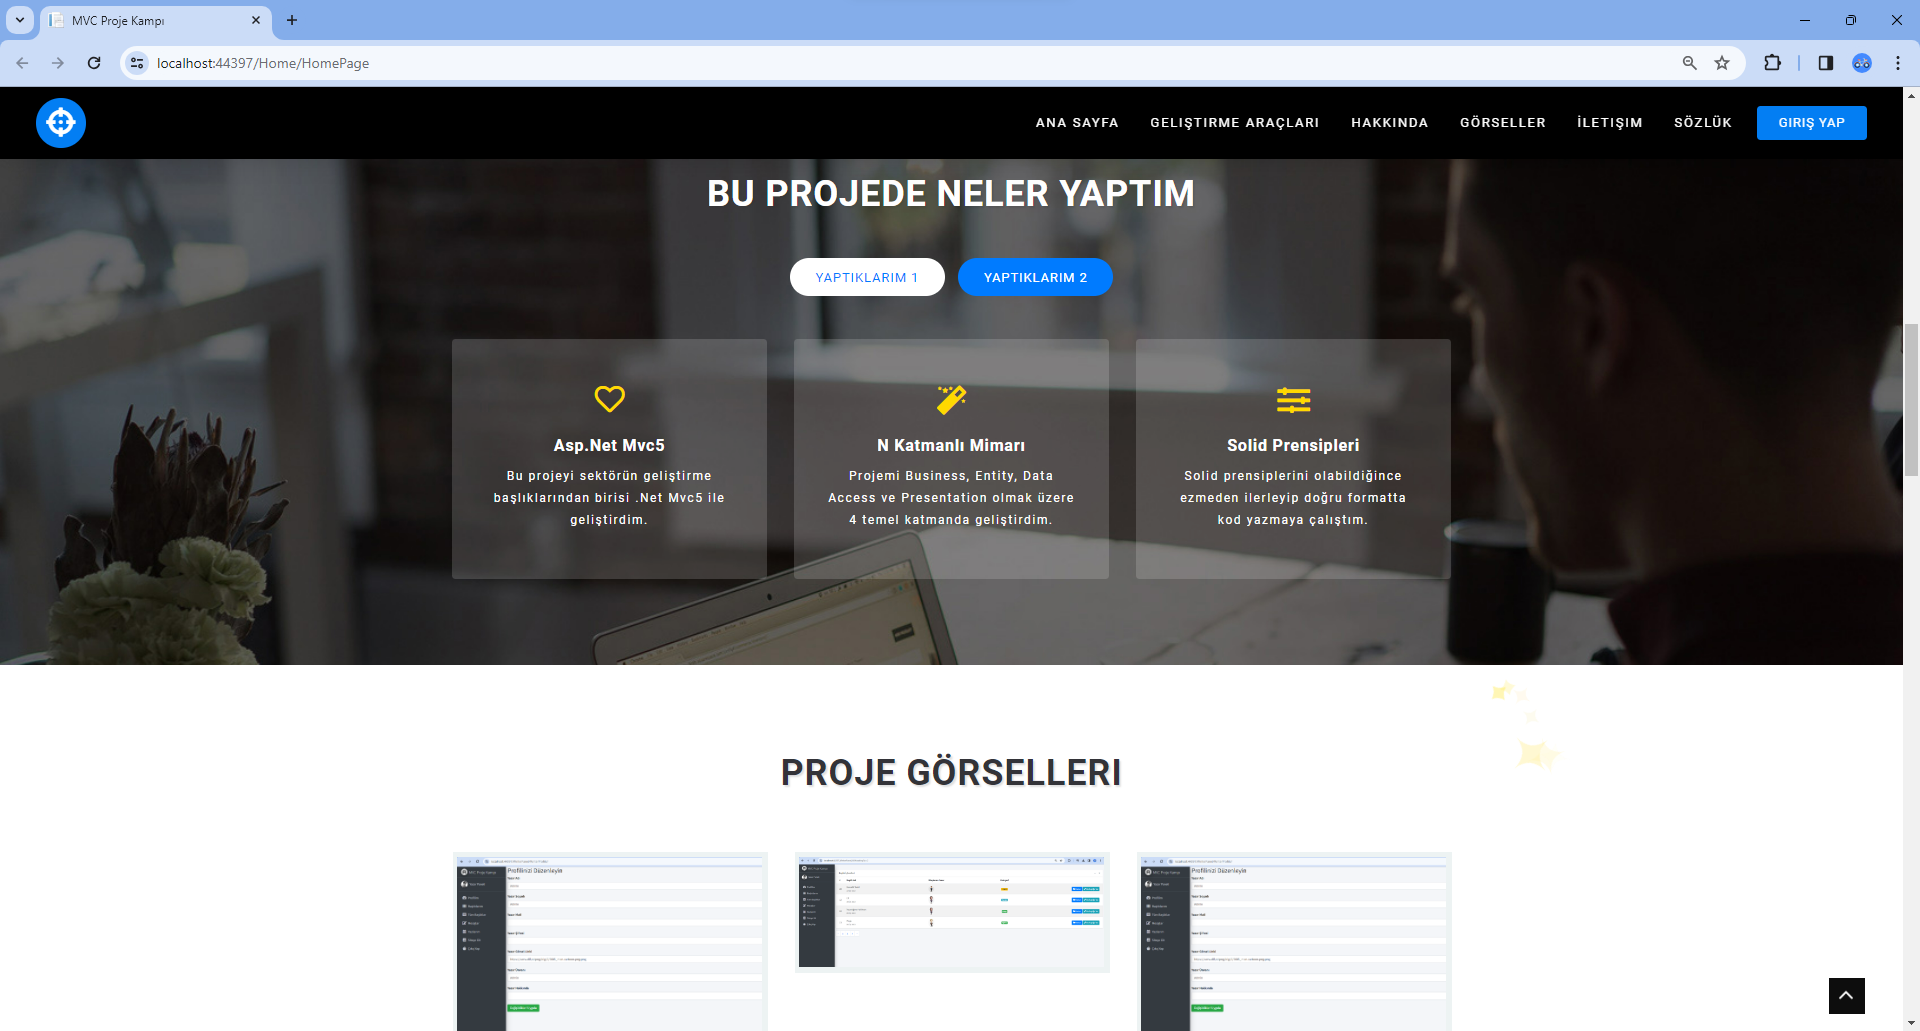 MVC Proje Kampı
localhost:44397/Home/HomePage
ANA SAYFA GELIŞTIRME ARAÇLARI HAKKINDA GÖRSELLER İLETIŞIM SÖZLÜK GIRIŞ YAP
BU PROJEDE NELER YAPTIM
YAPTIKLARIM 1 YAPTIKLARIM 2
Asp.Net Mvc5
Bu projeyi sektörün geliştirme
başlıklarından birisi .Net Mvc5 ile
geliştirdim.
N Katmanlı Mimarı
Projemi Business, Entity, Data
Access ve Presentation olmak üzere
4 temel katmanda geliştirdim.
Solid Prensipleri
Solid prensiplerini olabildiğince
ezmeden ilerleyip doğru formatta
kod yazmaya çalıştım.
PROJE GÖRSELLERI
Profilinizi Düzenleyin
Profilinizi Düzenleyin